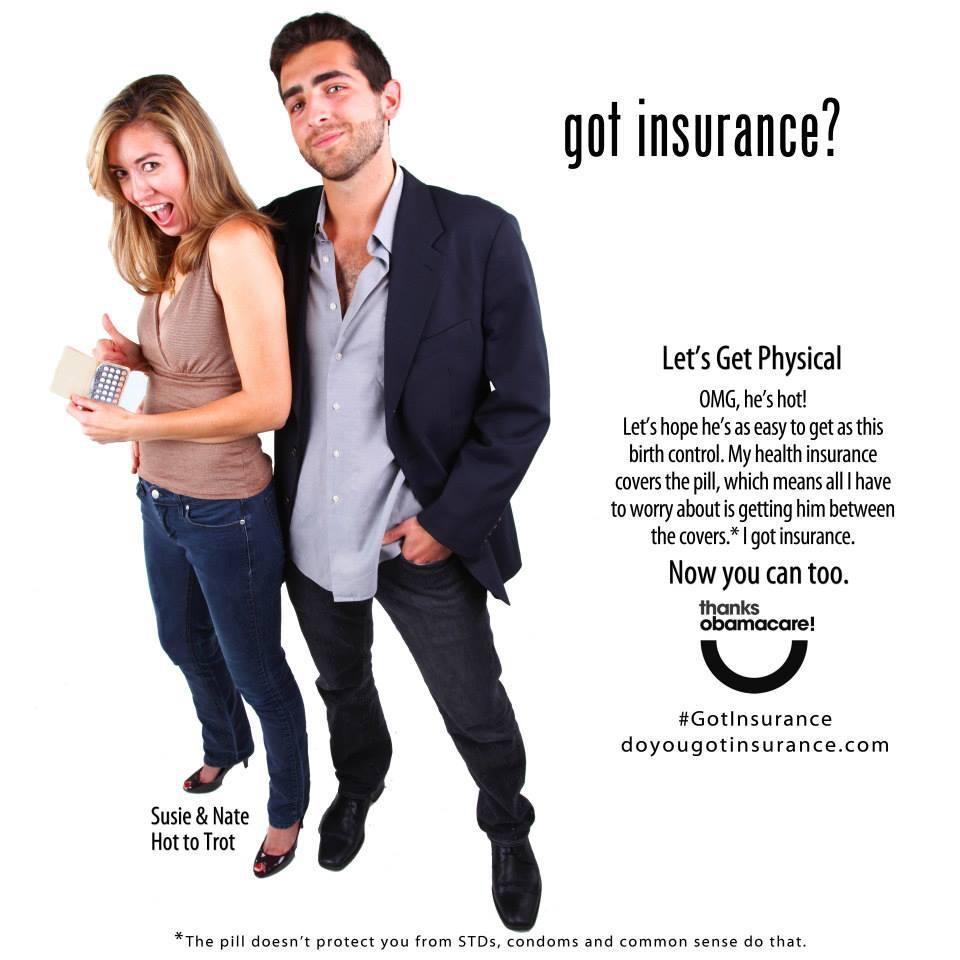 got insurance?
Let's Get Physical
OMG, he's hot!
Let's hope he's as easy to get as this
birth control. My health insurance
covers the pill, which means all I have
to worry about is getting him between
the covers.* I got insurance.
Now you can too.
thanks
obamacare!
#GotInsurance
doyougotinsurance.com
Susie & Nate
Hot to Trot
*The pill doesn't protect you from STDs, condoms and common sense do that.